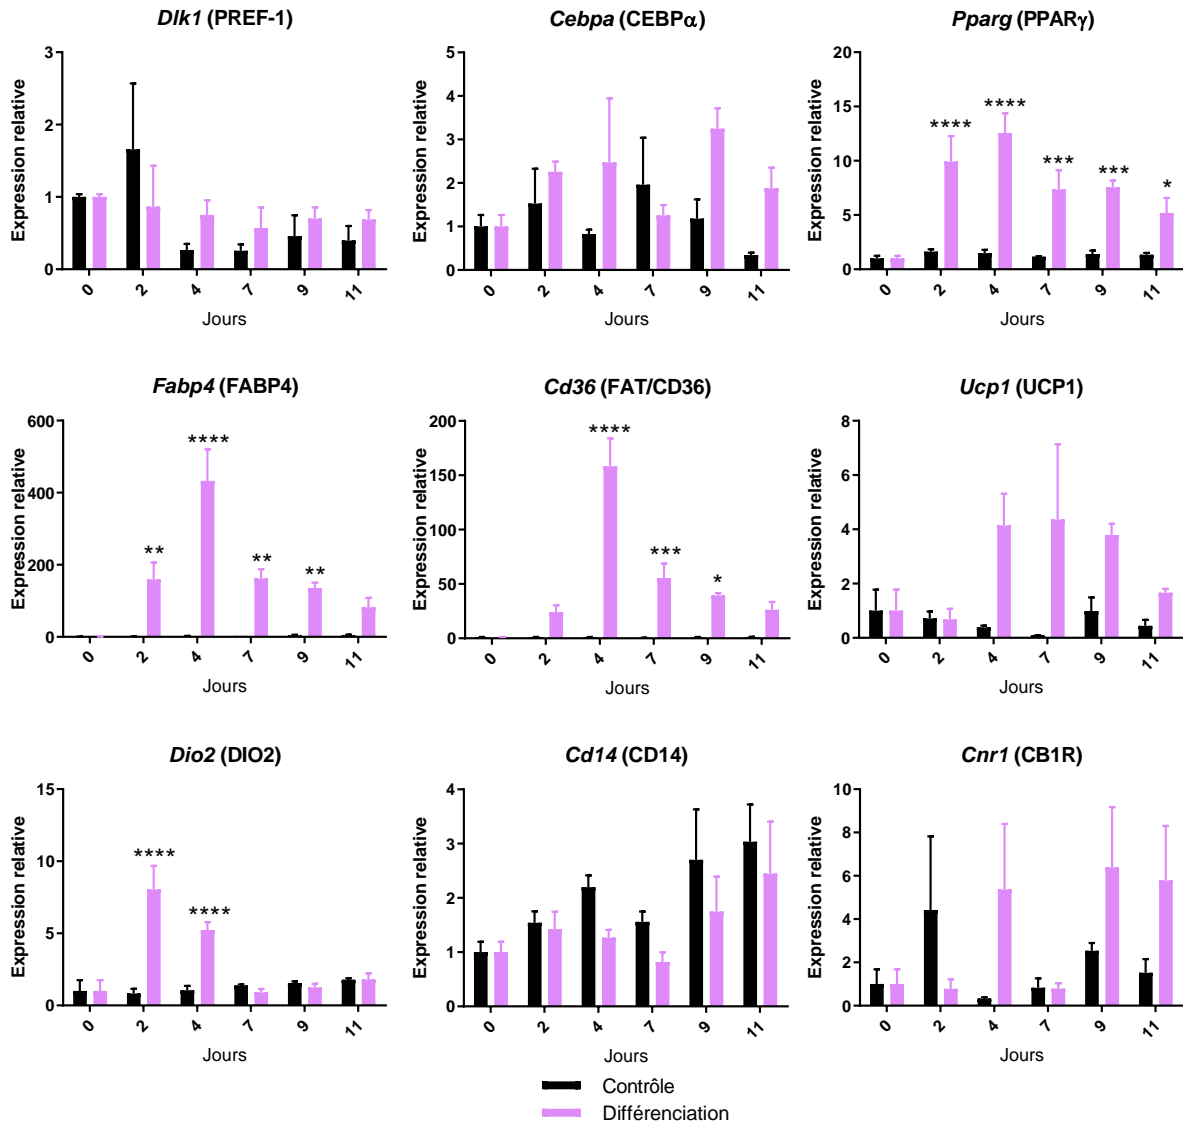 Dlk1 (PREF-1)
Expression relative
3
2
1
0
0 2 4 7 9 11
Jours
Cebpa (CEBPα)
Expression relative
5
4
3
2
1
0
0 2 4 7 9 11
Jours
Pparg (PPARγ)
Expression relative
20
15
10
5
0
**** **** *** *** *
0 2 4 7 9 11
Jours
Fabp4 (FABP4)
Expression relative
600
400
200
0
** **** ** **
0 2 4 7 9 11
Jours
Cd36 (FAT/CD36)
Expression relative
200
150
100
50
0
**** *** *
0 2 4 7 9 11
Jours
Ucp1 (UCP1)
Expression relative
8
6
4
2
0
0 2 4 7 9 11
Jours
Dio2 (DIO2)
Expression relative
15
10
5
0
**** ****
0 2 4 7 9 11
Jours
Cd14 (CD14)
Expression relative
4
3
2
1
0
0 2 4 7 9 11
Jours
Cnr1 (CB1R)
Expression relative
10
8
6
4
2
0
0 2 4 7 9 11
Jours
Contrôle
Différenciation